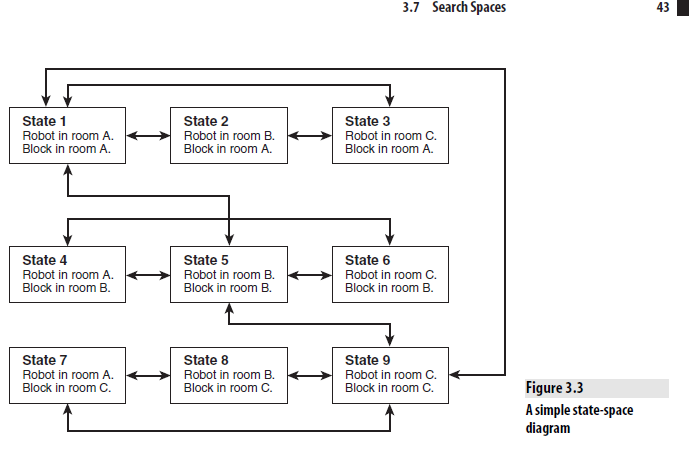 3.7 Search Spaces 43
State 1
Robot in room A.
Block in room A.
State 2
Robot in room B.
Block in room A.
State 3
Robot in room C.
Block in room A.
State 4
Robot in room A.
Block in room B.
State 5
Robot in room B.
Block in room B.
State 6
Robot in room C.
Block in room B.
State 7
Robot in room A.
Block in room C.
State 8
Robot in room B.
Block in room C.
State 9
Robot in room C.
Block in room C.
Figure 3.3
A simple state-space
diagram